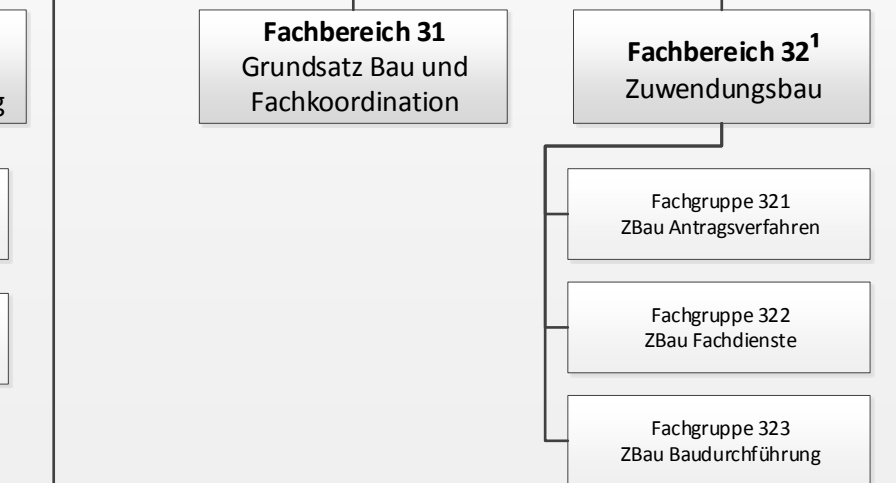 Fachbereich 31
Grundsatz Bau und
Fachkoordination
Fachbereich 32¹
Zuwendungsbau
Fachgruppe 321
ZBau Antragsverfahren
Fachgruppe 322
ZBau Fachdienste
Fachgruppe 323
ZBau Baudurchführung